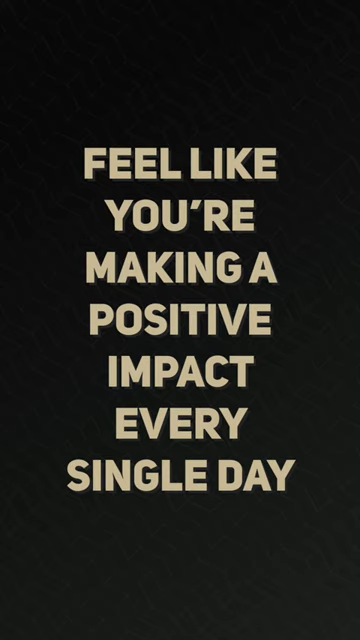 FEEL LIKE
YOU’RE
MAKING A
POSITIVE
IMPACT
EVERY
SINGLE DAY